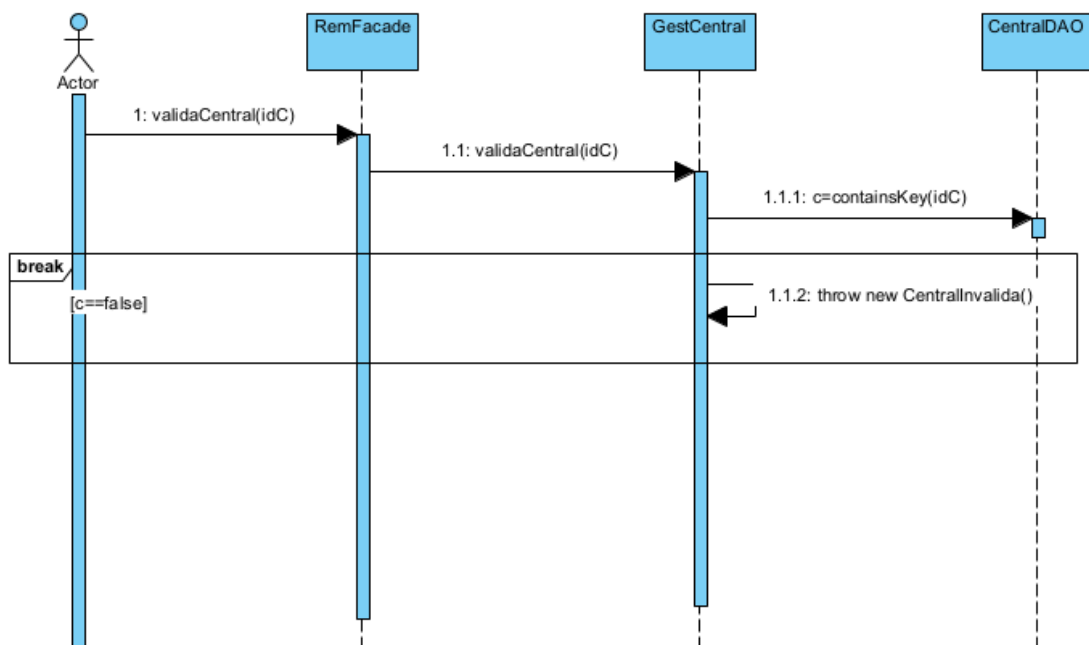 RemFacade
GestCentral
CentralDAO
Actor
1: validaCentral(idC)
1.1: validaCentral(idC)
1.1.1: c=containsKey(idC)
break
[c==false]
1.1.2: throw new CentralInvalida()